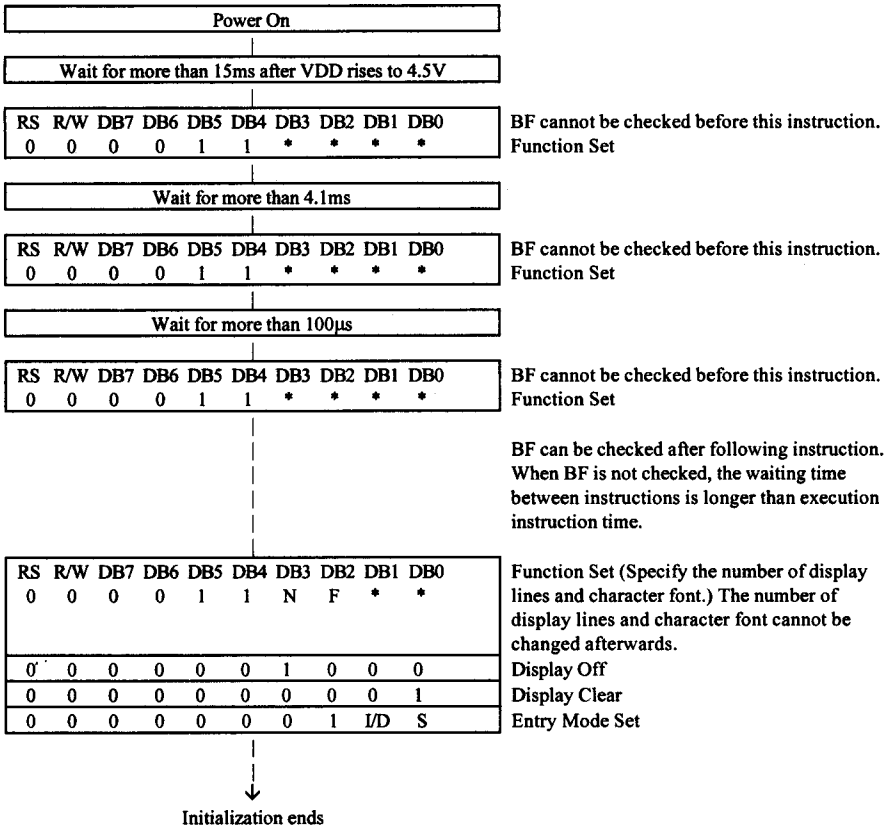 Power On
Wait for more than 15ms after VDD rises to 4.5V
RS R/W DB7 DB6 DB5 DB4 DB3 DB2 DB1 DB0
0 0 0 0 1 1 * * * *
BF cannot be checked before this instruction.
Function Set
Wait for more than 4.1ms
RS R/W DB7 DB6 DB5 DB4 DB3 DB2 DB1 DB0
0 0 0 0 1 1 * * * *
BF cannot be checked before this instruction.
Function Set
Wait for more than 100µs
RS R/W DB7 DB6 DB5 DB4 DB3 DB2 DB1 DB0
0 0 0 0 1 1 * * * *
BF cannot be checked before this instruction.
Function Set
BF can be checked after following instruction.
When BF is not checked, the waiting time
between instructions is longer than execution
instruction time.
RS R/W DB7 DB6 DB5 DB4 DB3 DB2 DB1 DB0
0 0 0 0 1 1 N F * *
Function Set (Specify the number of display
lines and character font.) The number of
display lines and character font cannot be
changed afterwards.
0 0 0 0 0 0 1 0 0 0
Display Off
0 0 0 0 0 0 0 0 0 1
Display Clear
0 0 0 0 0 0 0 1 I/D S
Entry Mode Set
Initialization ends